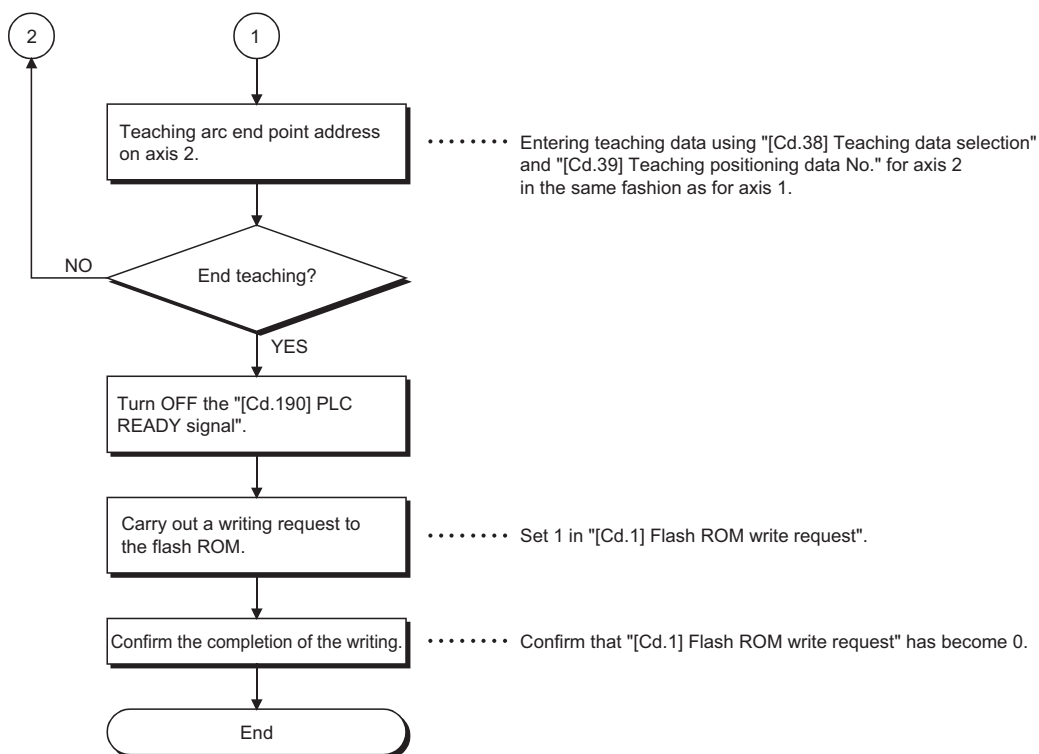 2
1
Teaching arc end point address
on axis 2.
Entering teaching data using "[Cd.38] Teaching data selection"
and "[Cd.39] Teaching positioning data No." for axis 2
in the same fashion as for axis 1.
NO
End teaching?
YES
Turn OFF the "[Cd.190] PLC
READY signal".
Carry out a writing request to
the flash ROM.
Set 1 in "[Cd.1] Flash ROM write request".
Confirm the completion of the writing.
Confirm that "[Cd.1] Flash ROM write request" has become 0.
End